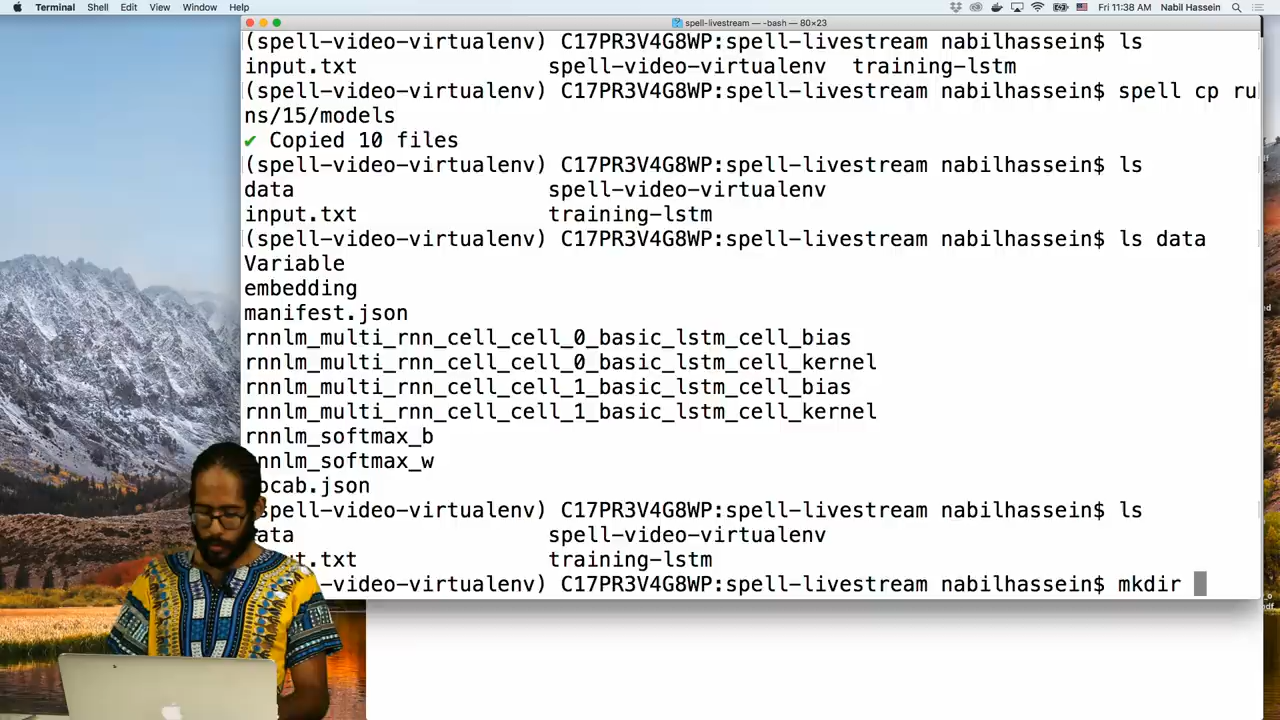 Terminal Shell Edit View Window Help Fri 11:38 AM Nabil Hassein
spell-livestream — -bash — 80×23
(spell-video-virtualenv) C17PR3V4G8WP:spell-livestream nabilhassein$ ls
input.txt spell-video-virtualenv training-lstm
(spell-video-virtualenv) C17PR3V4G8WP:spell-livestream nabilhassein$ spell cp ru
ns/15/models
✔ Copied 10 files
(spell-video-virtualenv) C17PR3V4G8WP:spell-livestream nabilhassein$ ls
data spell-video-virtualenv
input.txt training-lstm
(spell-video-virtualenv) C17PR3V4G8WP:spell-livestream nabilhassein$ ls data
Variable
embedding
manifest.json
rnnlm_multi_rnn_cell_cell_0_basic_lstm_cell_bias
rnnlm_multi_rnn_cell_cell_0_basic_lstm_cell_kernel
rnnlm_multi_rnn_cell_cell_1_basic_lstm_cell_bias
rnnlm_multi_rnn_cell_cell_1_basic_lstm_cell_kernel
rnnlm_softmax_b
nnlm_softmax_w
ocab.json
spell-video-virtualenv) C17PR3V4G8WP:spell-livestream nabilhassein$ ls
ata spell-video-virtualenv
t.txt training-lstm
-video-virtualenv) C17PR3V4G8WP:spell-livestream nabilhassein$ mkdir